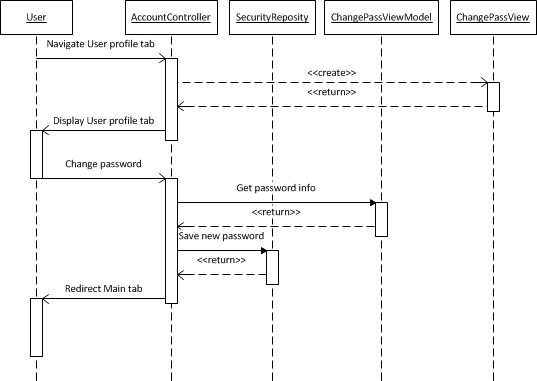 User
AccountController
SecurityReposity
ChangePassViewModel
ChangePassView
Navigate User profile tab
<<create>>
<<return>>
Display User profile tab
Change password
Get password info
<<return>>
Save new password
<<return>>
Redirect Main tab